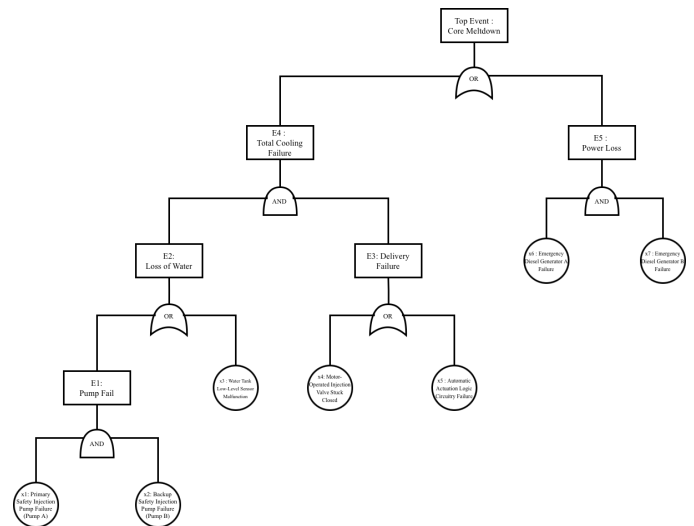 Top Event :
Core Meltdown
OR
E4 :
Total Cooling
Failure
E5 :
Power Loss
AND
AND
E2:
Loss of Water
E3: Delivery
Failure
x6 : Emergency
Diesel Generator A
Failure
x7 : Emergency
Diesel Generator B
Failure
OR
OR
E1:
Pump Fail
x3 : Water Tank
Low-Level Sensor
Malfunction
x4: Motor-
Operated Injection
Valve Stuck
Closed
x5 : Automatic
Actuation Logic
Circuitry Failure
AND
x1: Primary
Safety Injection
Pump Failure
(Pump A)
x2: Backup
Safety Injection
Pump Failure
(Pump B)